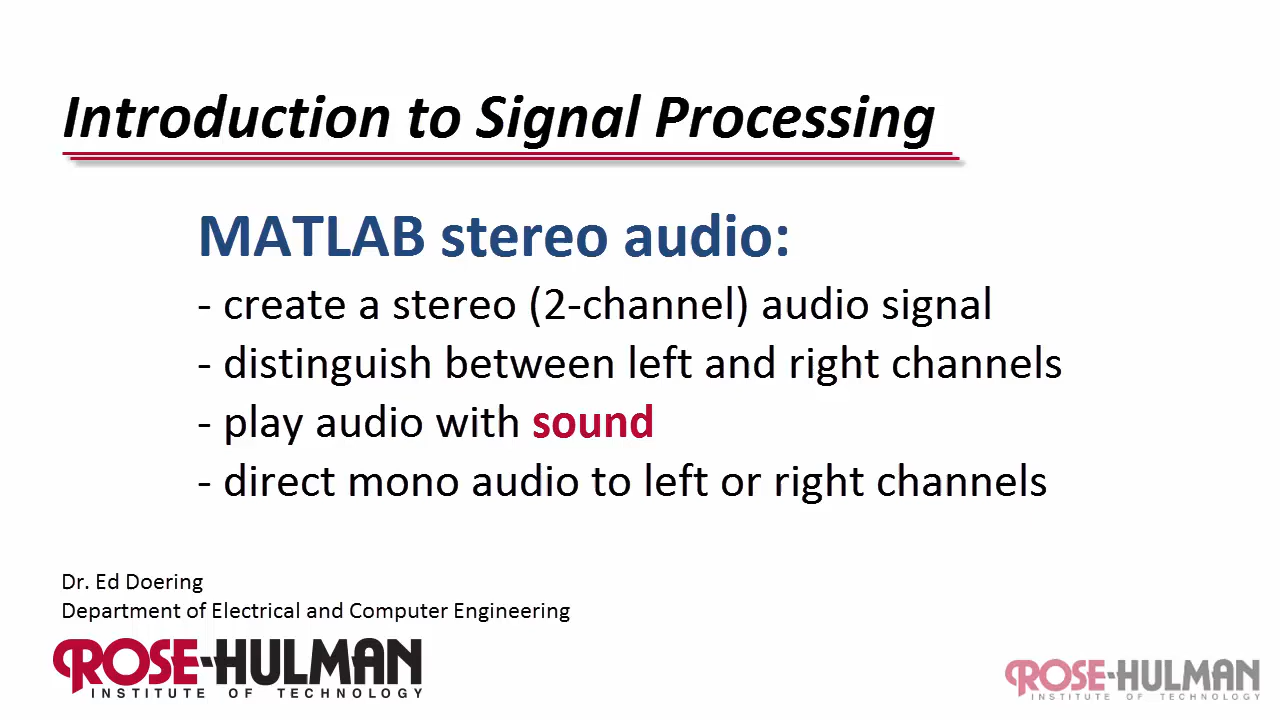 Introduction to Signal Processing
MATLAB stereo audio:
- create a stereo (2-channel) audio signal
- distinguish between left and right channels
- play audio with sound
- direct mono audio to left or right channels
Dr. Ed Doering
Department of Electrical and Computer Engineering
ROSE-HULMAN
INSTITUTE OF TECHNOLOGY
ROSE-HULMAN
INSTITUTE OF TECHNOLOGY